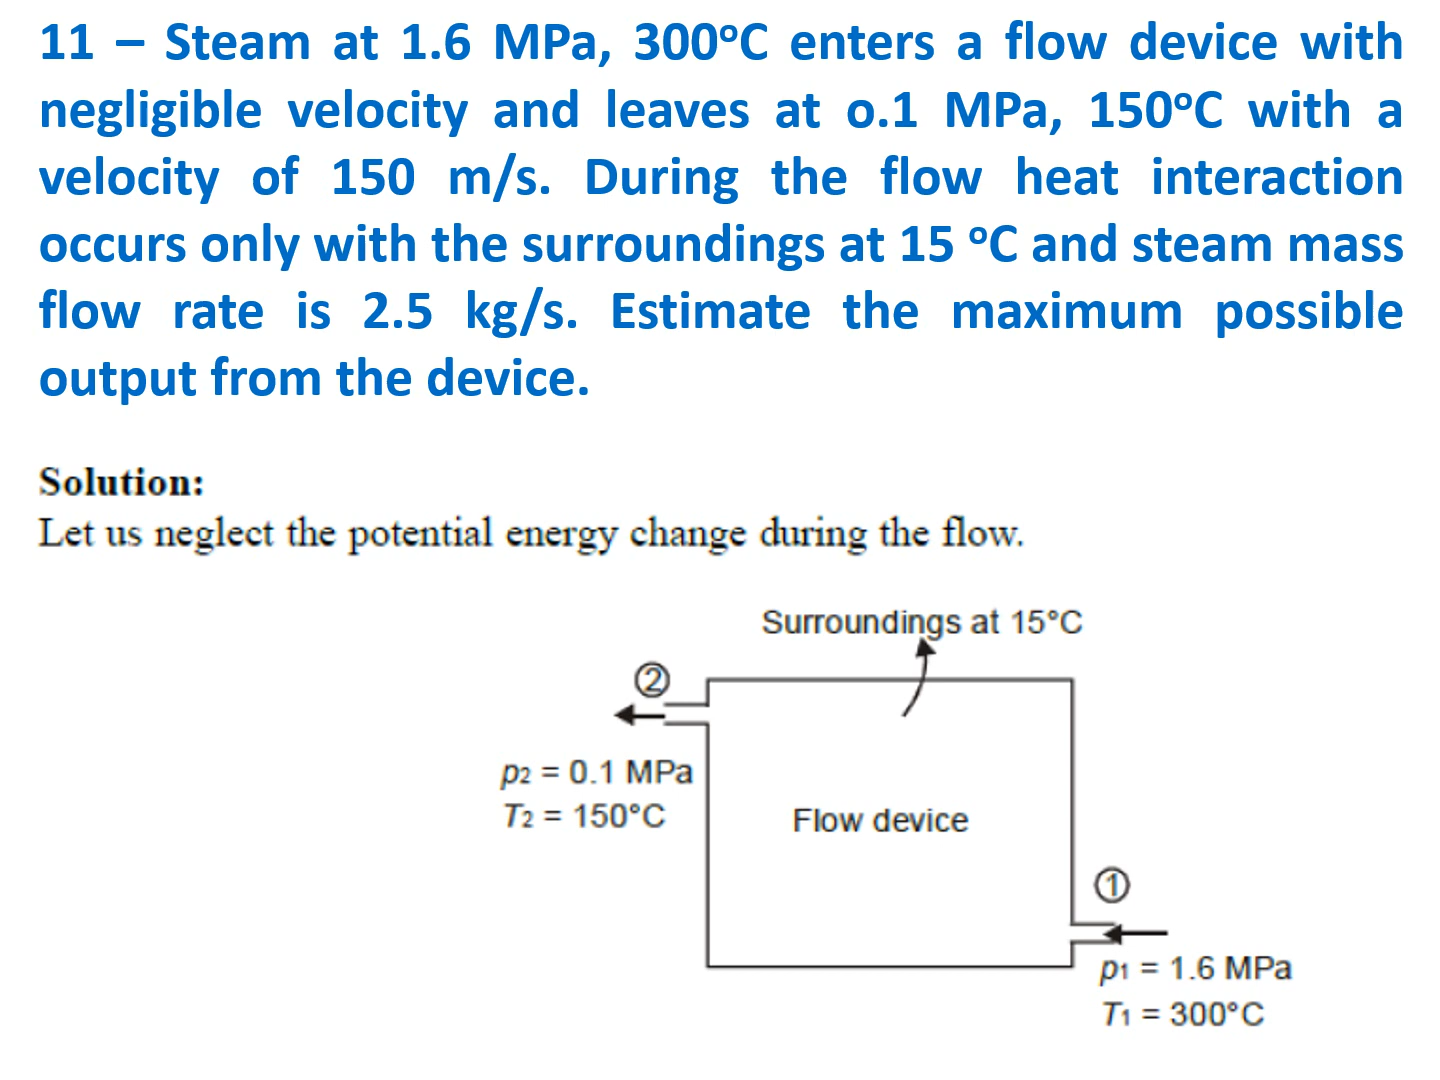 11 – Steam at 1.6 MPa, 300ºC enters a flow device with
negligible velocity and leaves at o.1 MPa, 150ºC with a
velocity of 150 m/s. During the flow heat interaction
occurs only with the surroundings at 15 ºC and steam mass
flow rate is 2.5 kg/s. Estimate the maximum possible
output from the device.
Solution:
Let us neglect the potential energy change during the flow.
Surroundings at 15°C
②
p2 = 0.1 MPa
T2 = 150°C
Flow device
①
p1 = 1.6 MPa
T1 = 300°C